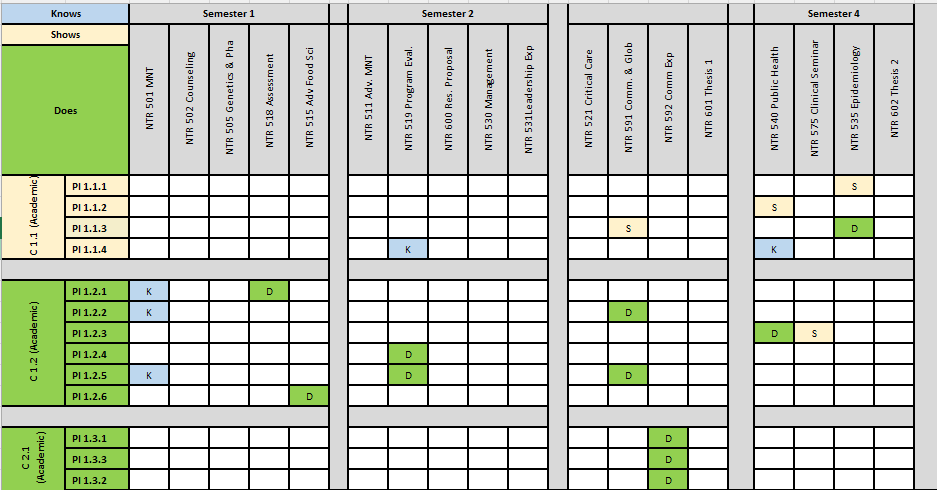 Knows Semester 1 Semester 2 Semester 4
Shows
Does
NTR 501 MNT
NTR 502 Counseling
NTR 505 Genetics & Pha
NTR 518 Assessment
NTR 515 Adv Food Sci
NTR 511 Adv. MNT
NTR 519 Program Eval.
NTR 600 Res. Proposal
NTR 530 Management
NTR 531Leadership Exp
NTR 521 Critical Care
NTR 591 Comm. & Glob
NTR 592 Comm Exp
NTR 601 Thesis 1
NTR 540 Public Health
NTR 575 Clinical Seminar
NTR 535 Epidemiology
NTR 602 Thesis 2
C 1.1 (Academic)
PI 1.1.1 S
PI 1.1.2 S
PI 1.1.3 S D
PI 1.1.4 K K
C 1.2 (Academic)
PI 1.2.1 K D
PI 1.2.2 K D
PI 1.2.3 D S
PI 1.2.4 D
PI 1.2.5 K D D
PI 1.2.6 D
C 2.1
(Academic)
PI 1.3.1 D
PI 1.3.3 D
PI 1.3.2 D